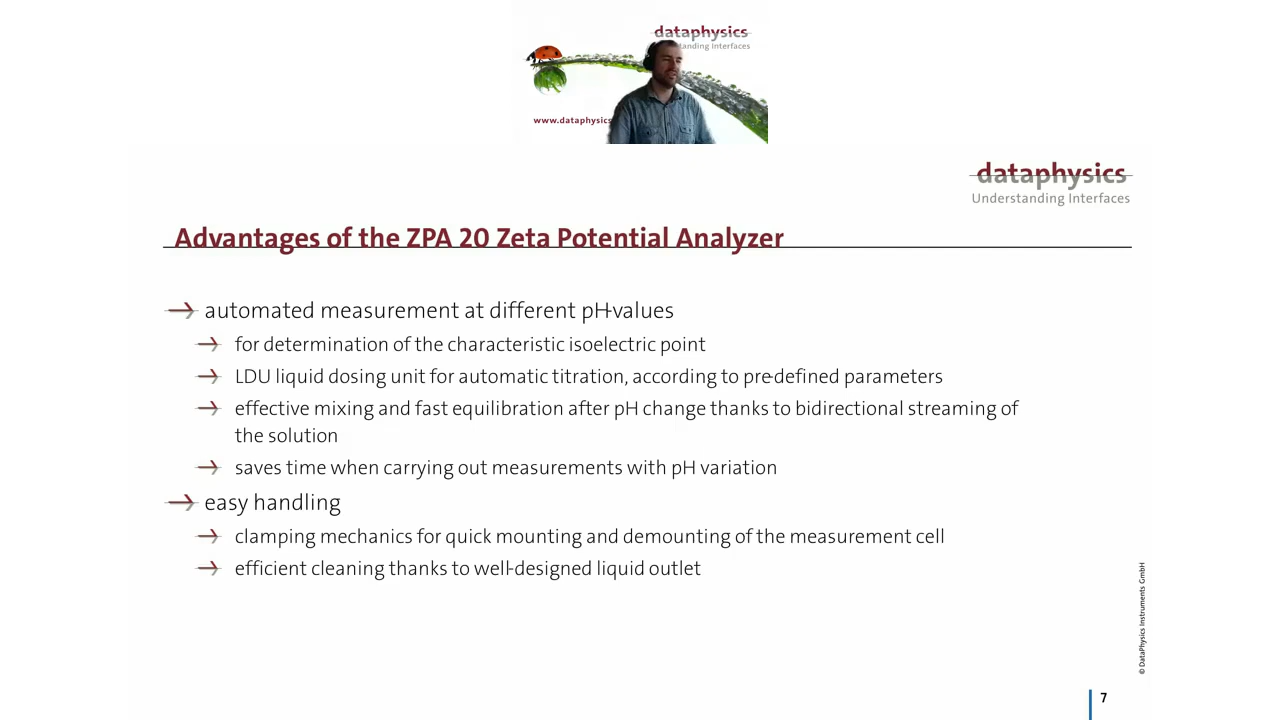 dataphysics
tanding Interfaces
www.dataphysics
dataphysics
Understanding Interfaces
Advantages of the ZPA 20 Zeta Potential Analyzer
automated measurement at different pH-values
for determination of the characteristic isoelectric point
LDU liquid dosing unit for automatic titration, according to pre-defined parameters
effective mixing and fast equilibration after pH change thanks to bidirectional streaming of
the solution
saves time when carrying out measurements with pH variation
easy handling
clamping mechanics for quick mounting and demounting of the measurement cell
efficient cleaning thanks to well-designed liquid outlet
© DataPhysics Instruments GmbH
7